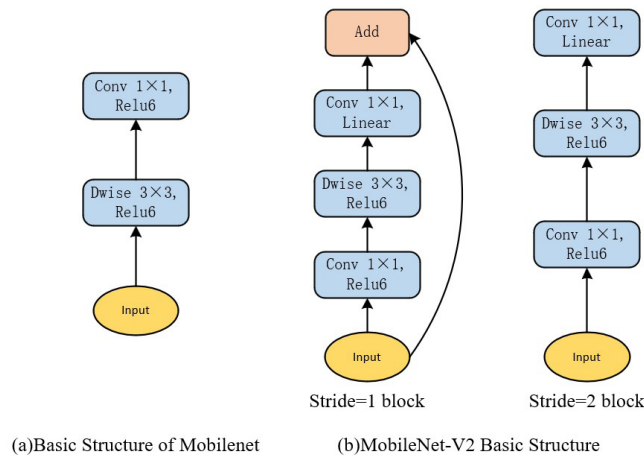 Conv 1×1,
Relu6
Dwise 3×3,
Relu6
Input
(a)Basic Structure of Mobilenet
Add
Conv 1×1,
Linear
Dwise 3×3,
Relu6
Conv 1×1,
Relu6
Input
Stride=1 block
Conv 1×1,
Linear
Dwise 3×3,
Relu6
Conv 1×1,
Relu6
Input
Stride=2 block
(b)MobileNet-V2 Basic Structure